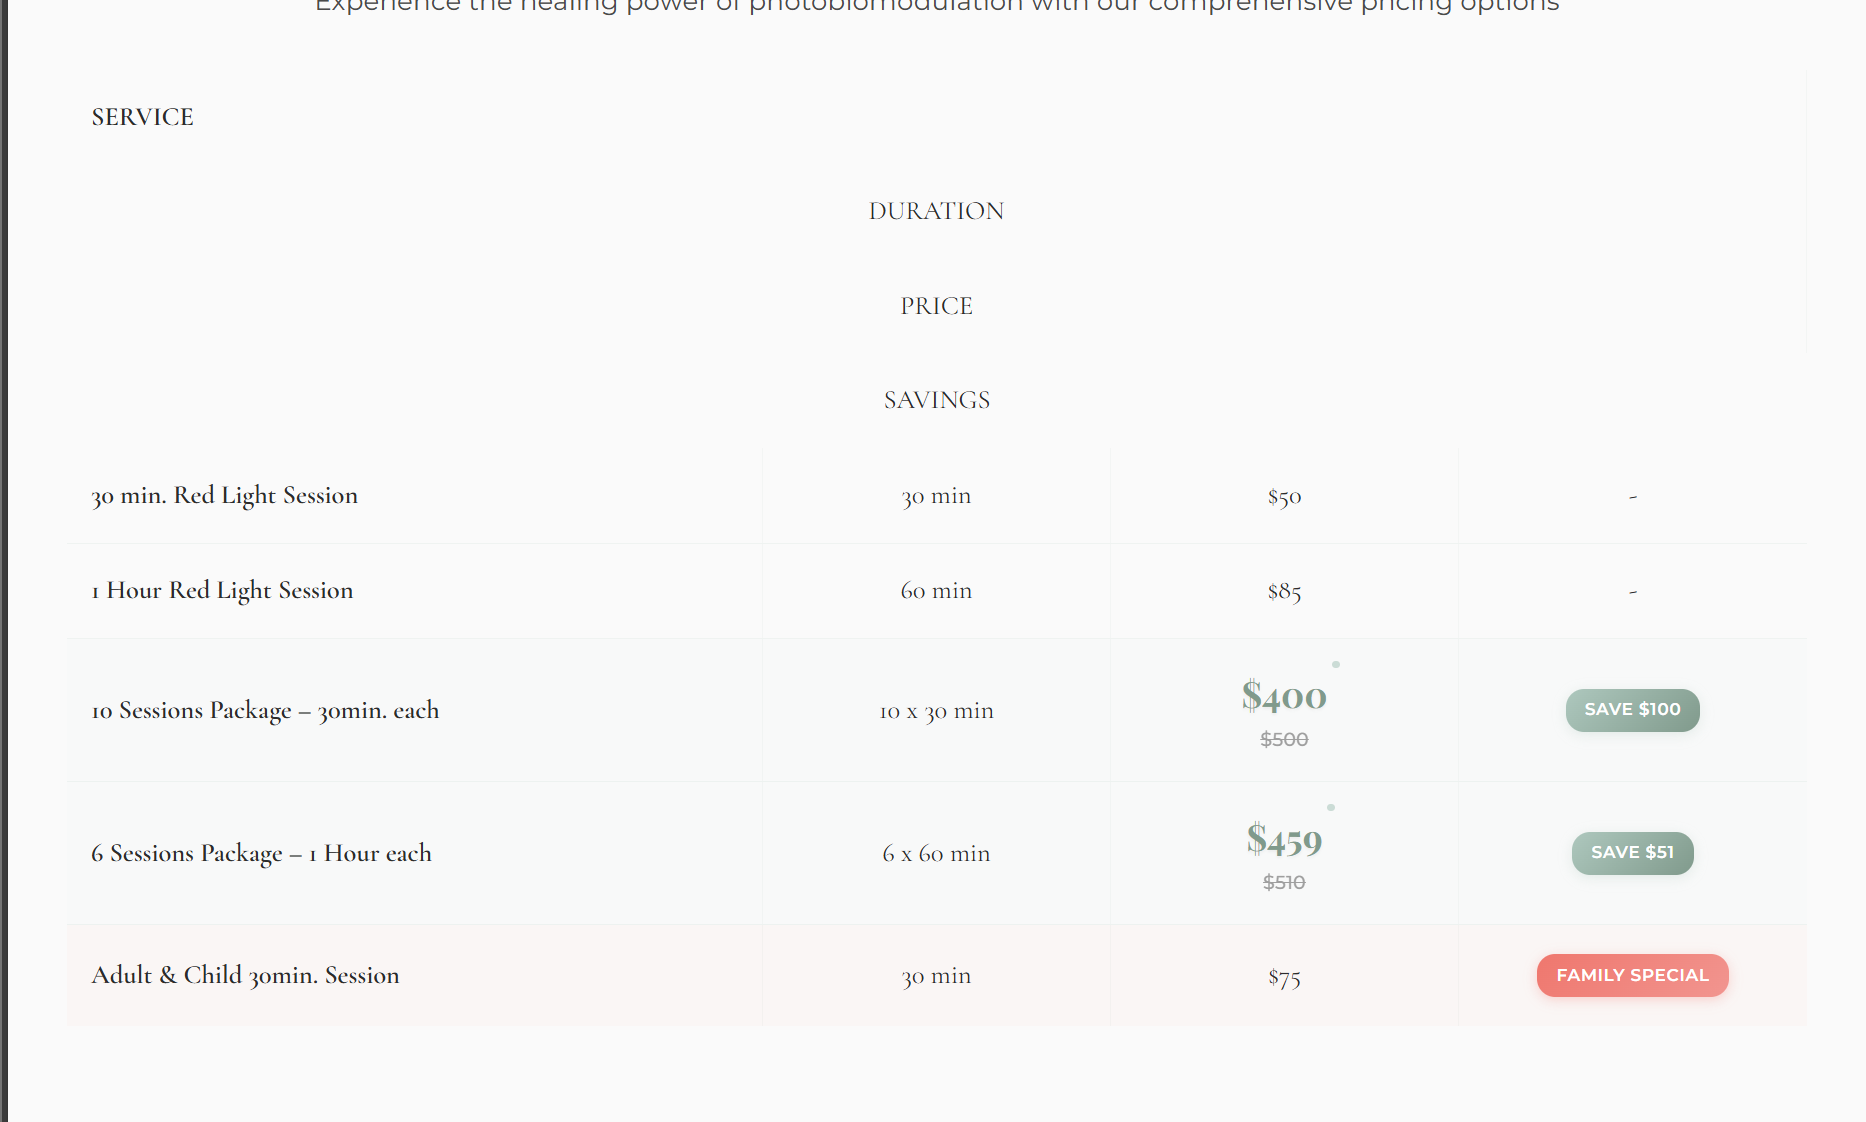 Experience the healing power of photobiomodulation with our comprehensive pricing options
SERVICE
DURATION
PRICE
SAVINGS
30 min. Red Light Session 30 min $50 -
1 Hour Red Light Session 60 min $85 -
10 Sessions Package – 30min. each 10 x 30 min $400 $500 SAVE $100
6 Sessions Package – 1 Hour each 6 x 60 min $459 $510 SAVE $51
Adult & Child 30min. Session 30 min $75 FAMILY SPECIAL